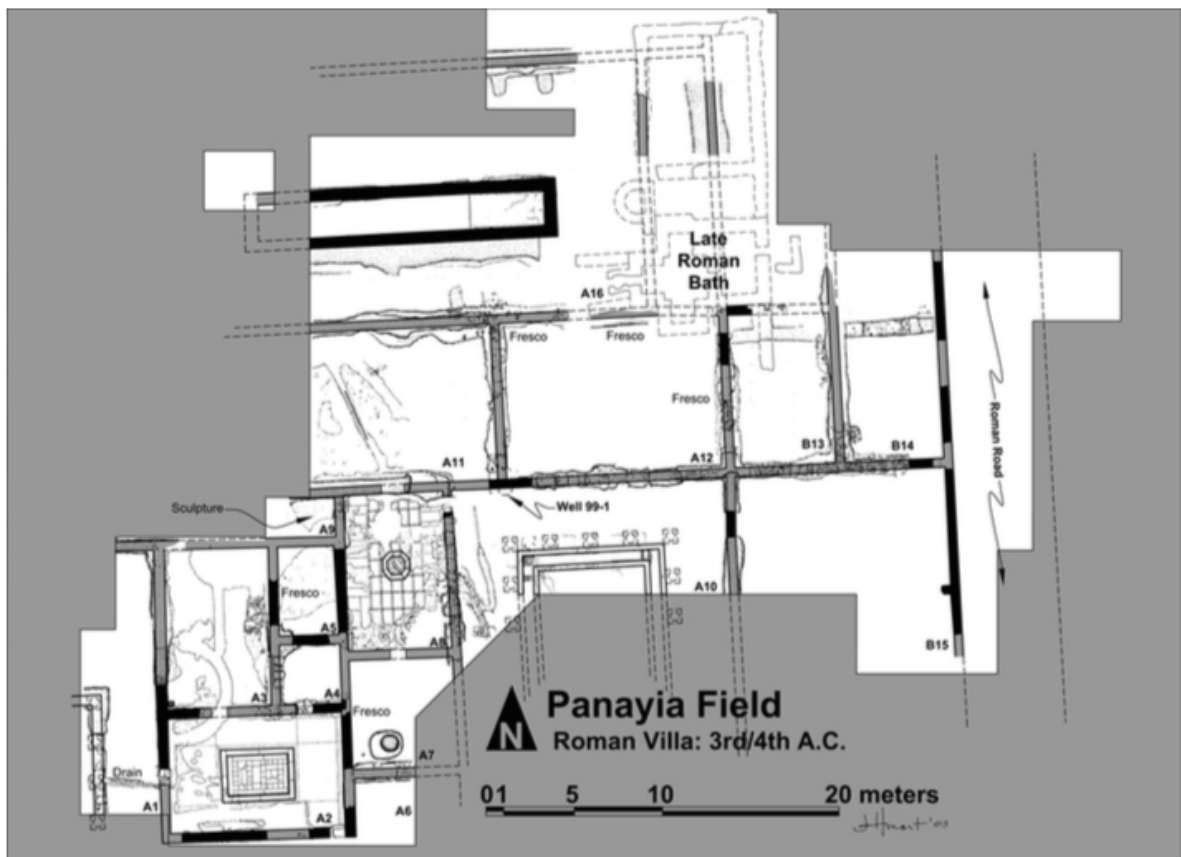 Late
Roman
Bath
A16
Fresco
Fresco
Fresco
Roman Road
B13
B14
A11
A12
Sculpture
Well 99-1
A9
Fresco
A5
A8
A10
B15
A3
A4
Fresco
Panayia Field
N
Roman Villa: 3rd/4th A.C.
A7
Drain
A1
A2
A6
01 5 10 20 meters